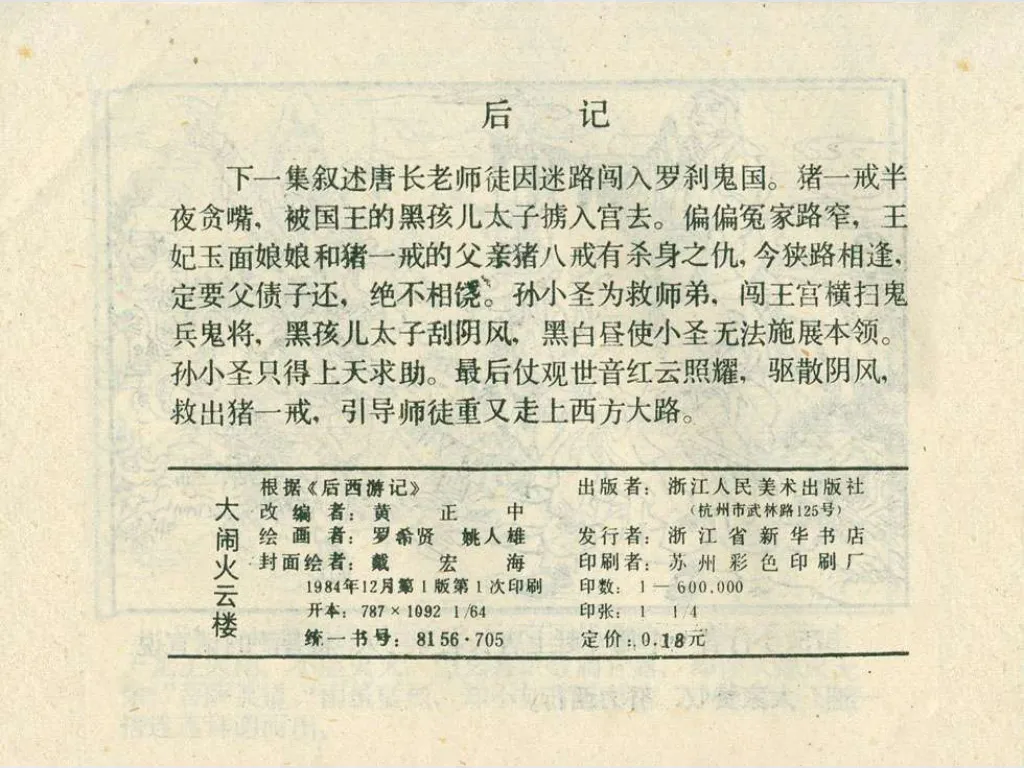 后 记
下一集叙述唐长老师徒因迷路闯入罗刹鬼国。猪一戒半
夜贪嘴，被国王的黑孩儿太子掳入宫去。偏偏冤家路窄，王
妃玉面娘娘和猪一戒的父亲猪八戒有杀身之仇，今狭路相逢，
定要父债子还，绝不相饶。孙小圣为救师弟，闯王宫横扫鬼
兵鬼将，黑孩儿太子刮阴风，黑白昼使小圣无法施展本领。
孙小圣只得上天求助。最后仗观世音红云照耀，驱散阴风，
救出猪一戒，引导师徒重又走上西方大路。
大闹火云楼
根据《后西游记》
改编者：黄正中
绘画者：罗希贤 姚人雄
封面绘者：戴宏海
1984年12月第1版第1次印刷
开本：787×1092 1/64
统一书号：8156·705
出版者：浙江人民美术出版社
（杭州市武林路125号）
发行者：浙江省新华书店
印刷者：苏州彩色印刷厂
印数：1—600,000
印张：1 1/4
定价：0.18元